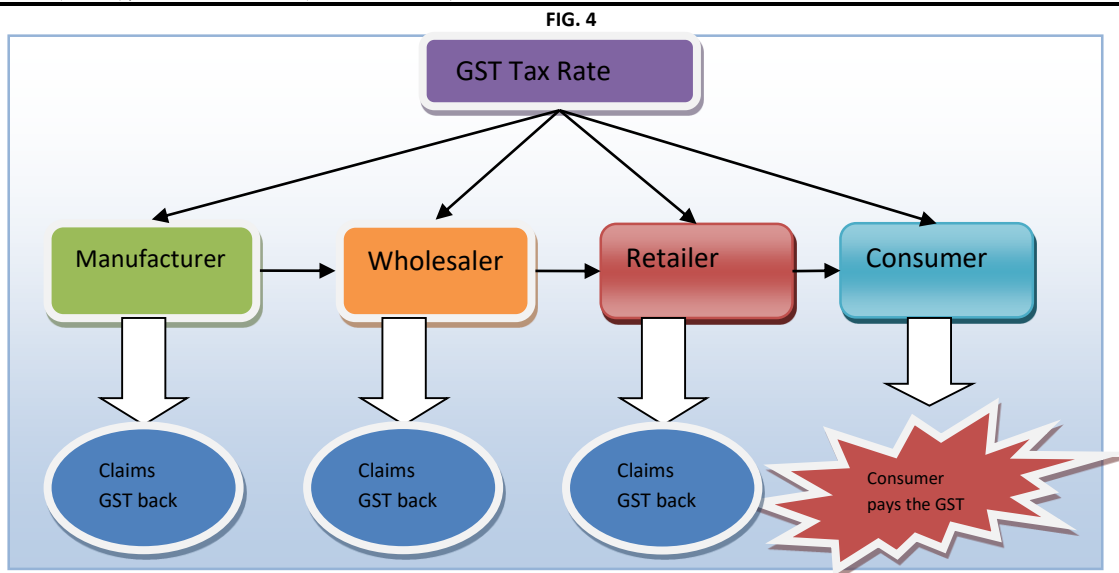 FIG. 4
GST Tax Rate
Manufacturer
Wholesaler
Retailer
Consumer
Claims
GST back
Claims
GST back
Claims
GST back
Consumer
pays the GST